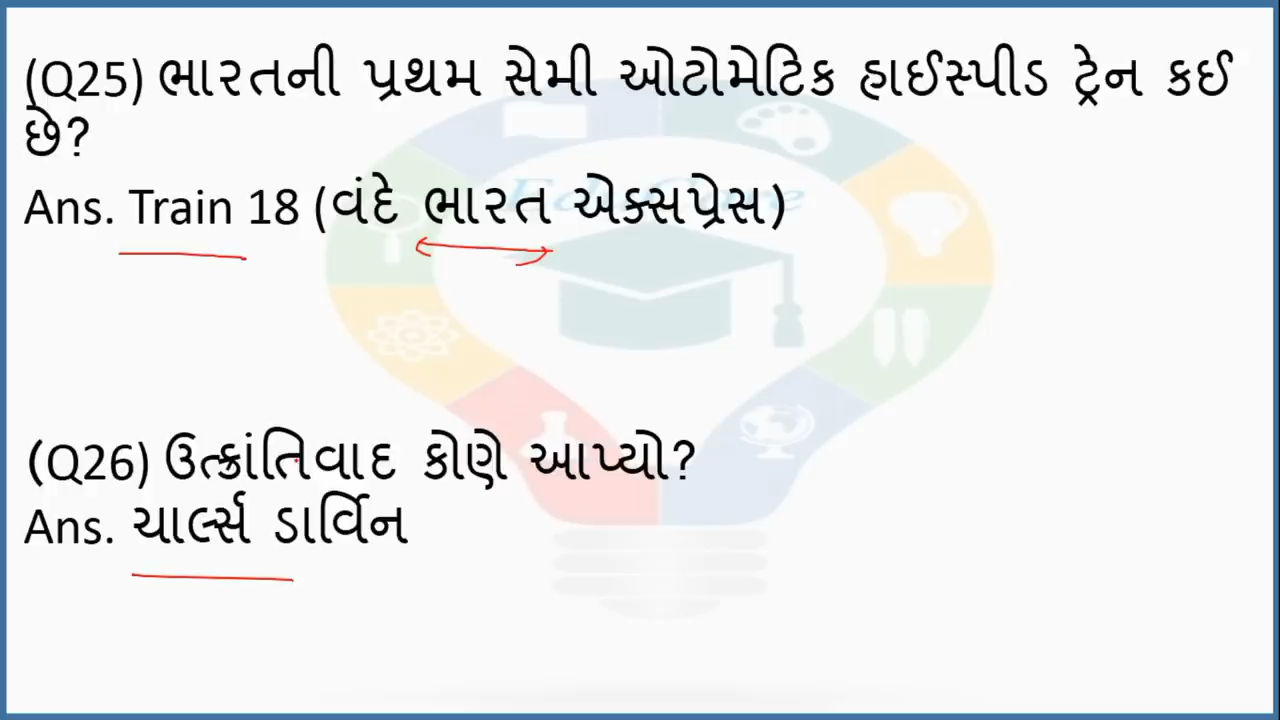 (Q25) ભારતની પ્રથમ સેમી ઓટોમેટિક હાઈસ્પીડ ટ્રેન કઈ
છે?
Ans. Train 18 (વંદે ભારત એક્સપ્રેસ)
(Q26) ઉત્ક્રાંતિવાદ કોણે આપ્યો?
Ans. ચાર્લ્સ ડાર્વિન